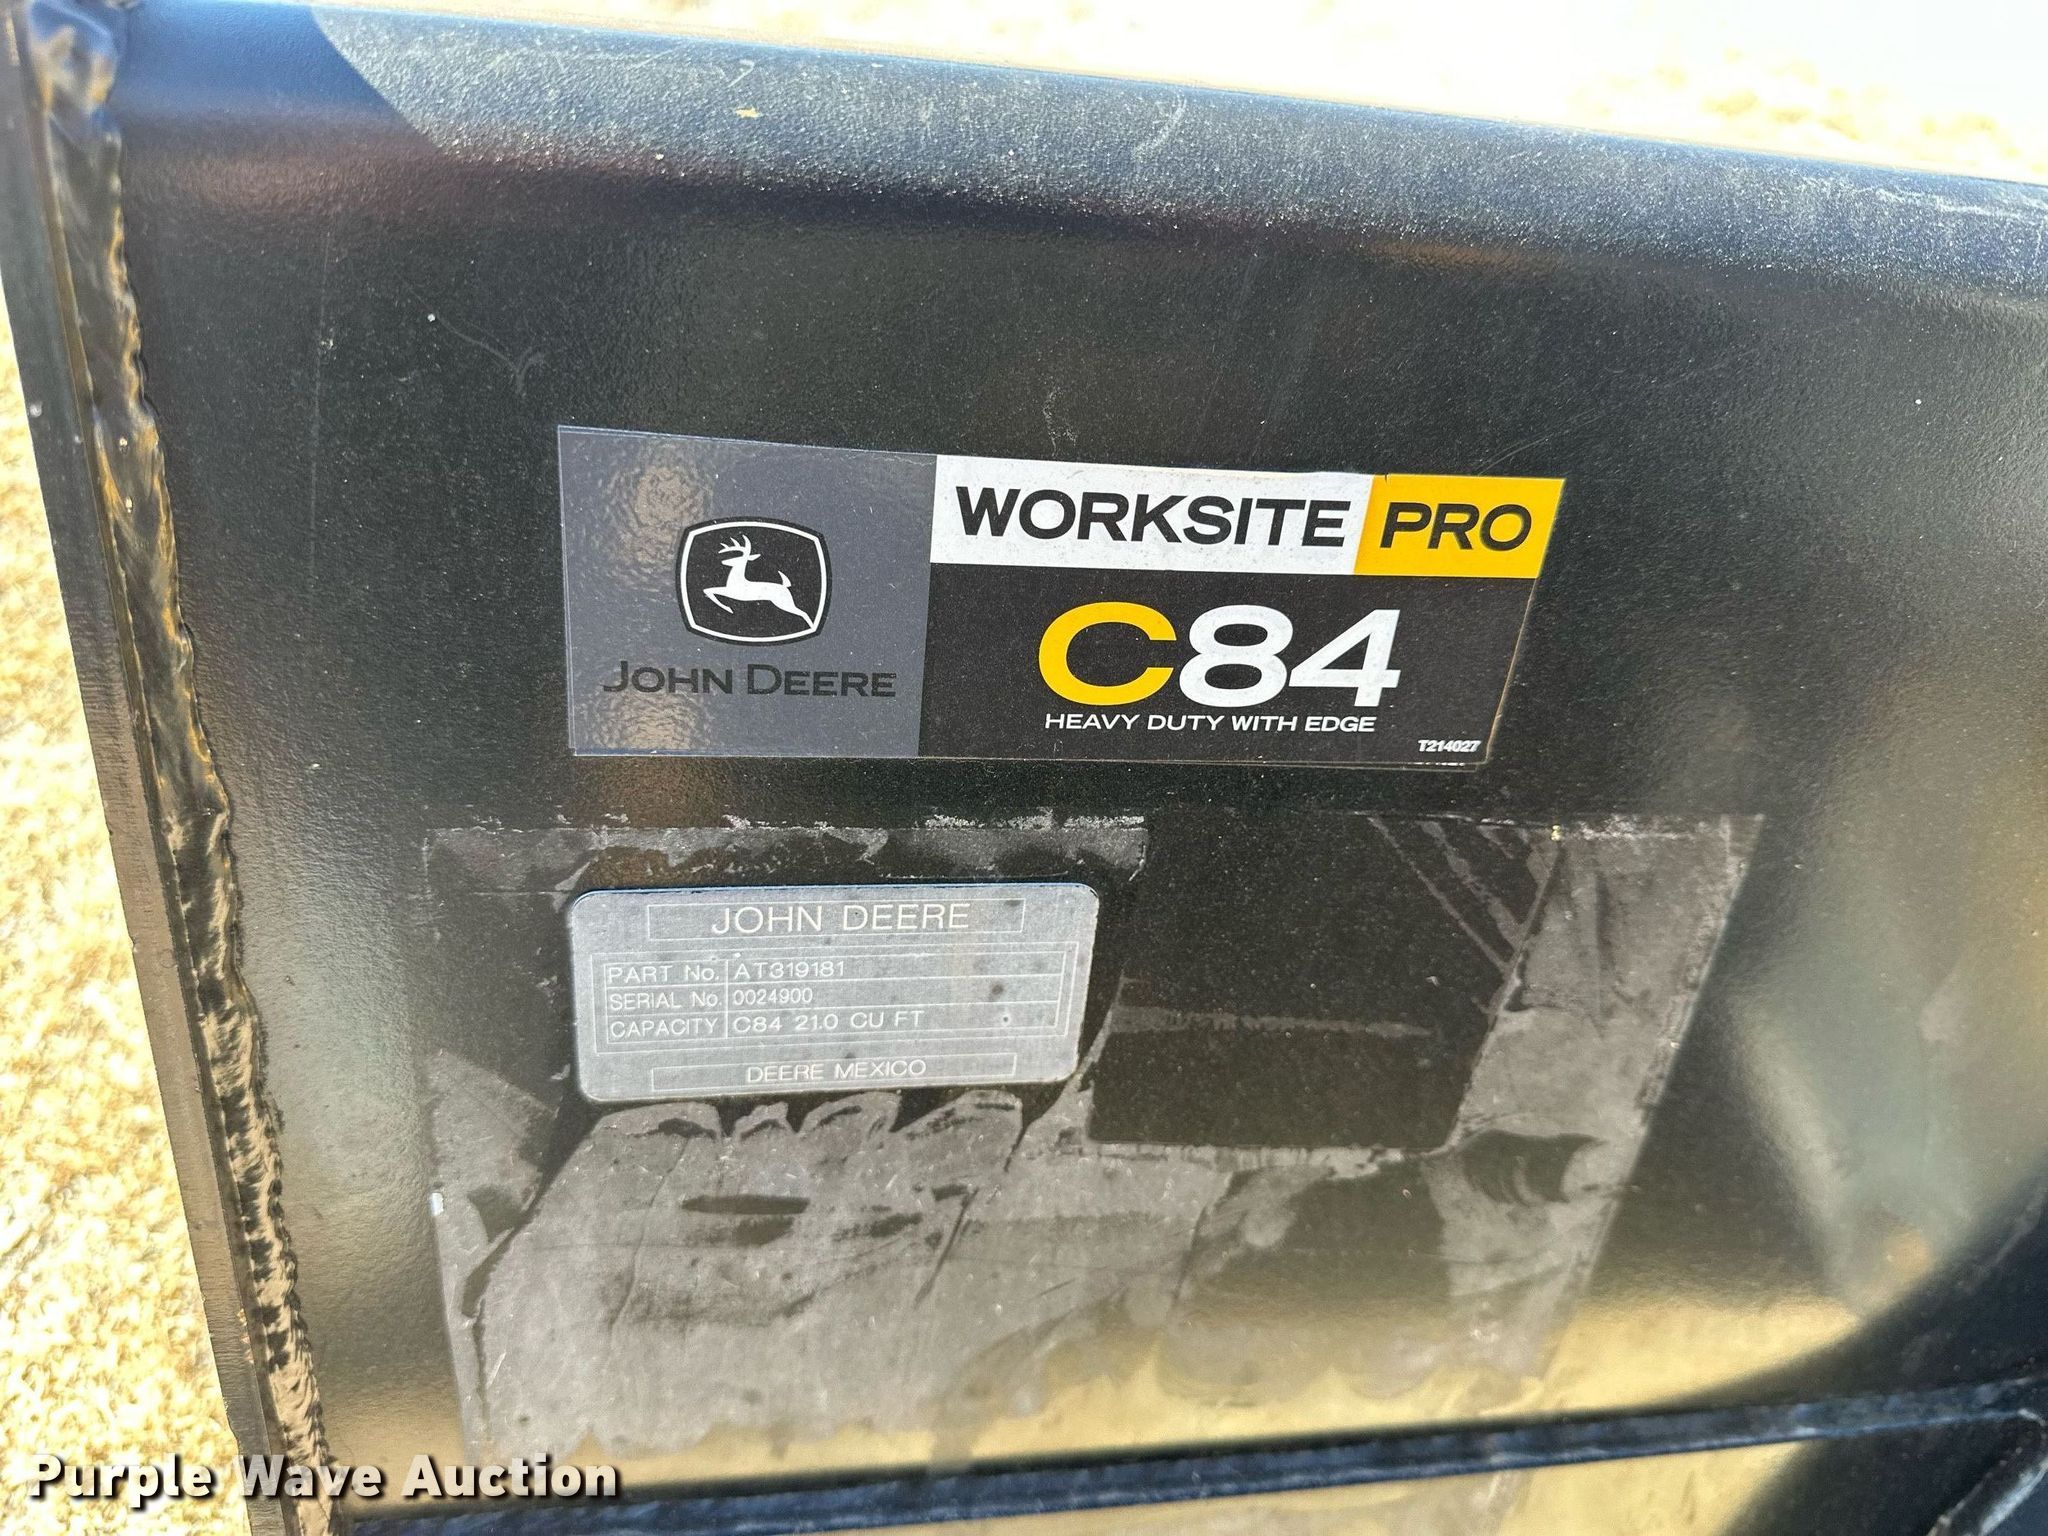 WORKSITE PRO
JOHN DEERE
C84
HEAVY DUTY WITH EDGE
T214027
JOHN DEERE
PART No. AT319181
SERIAL No. 0024900
CAPACITY C84 21.0 CU FT
DEERE MEXICO
Purple Wave Auction